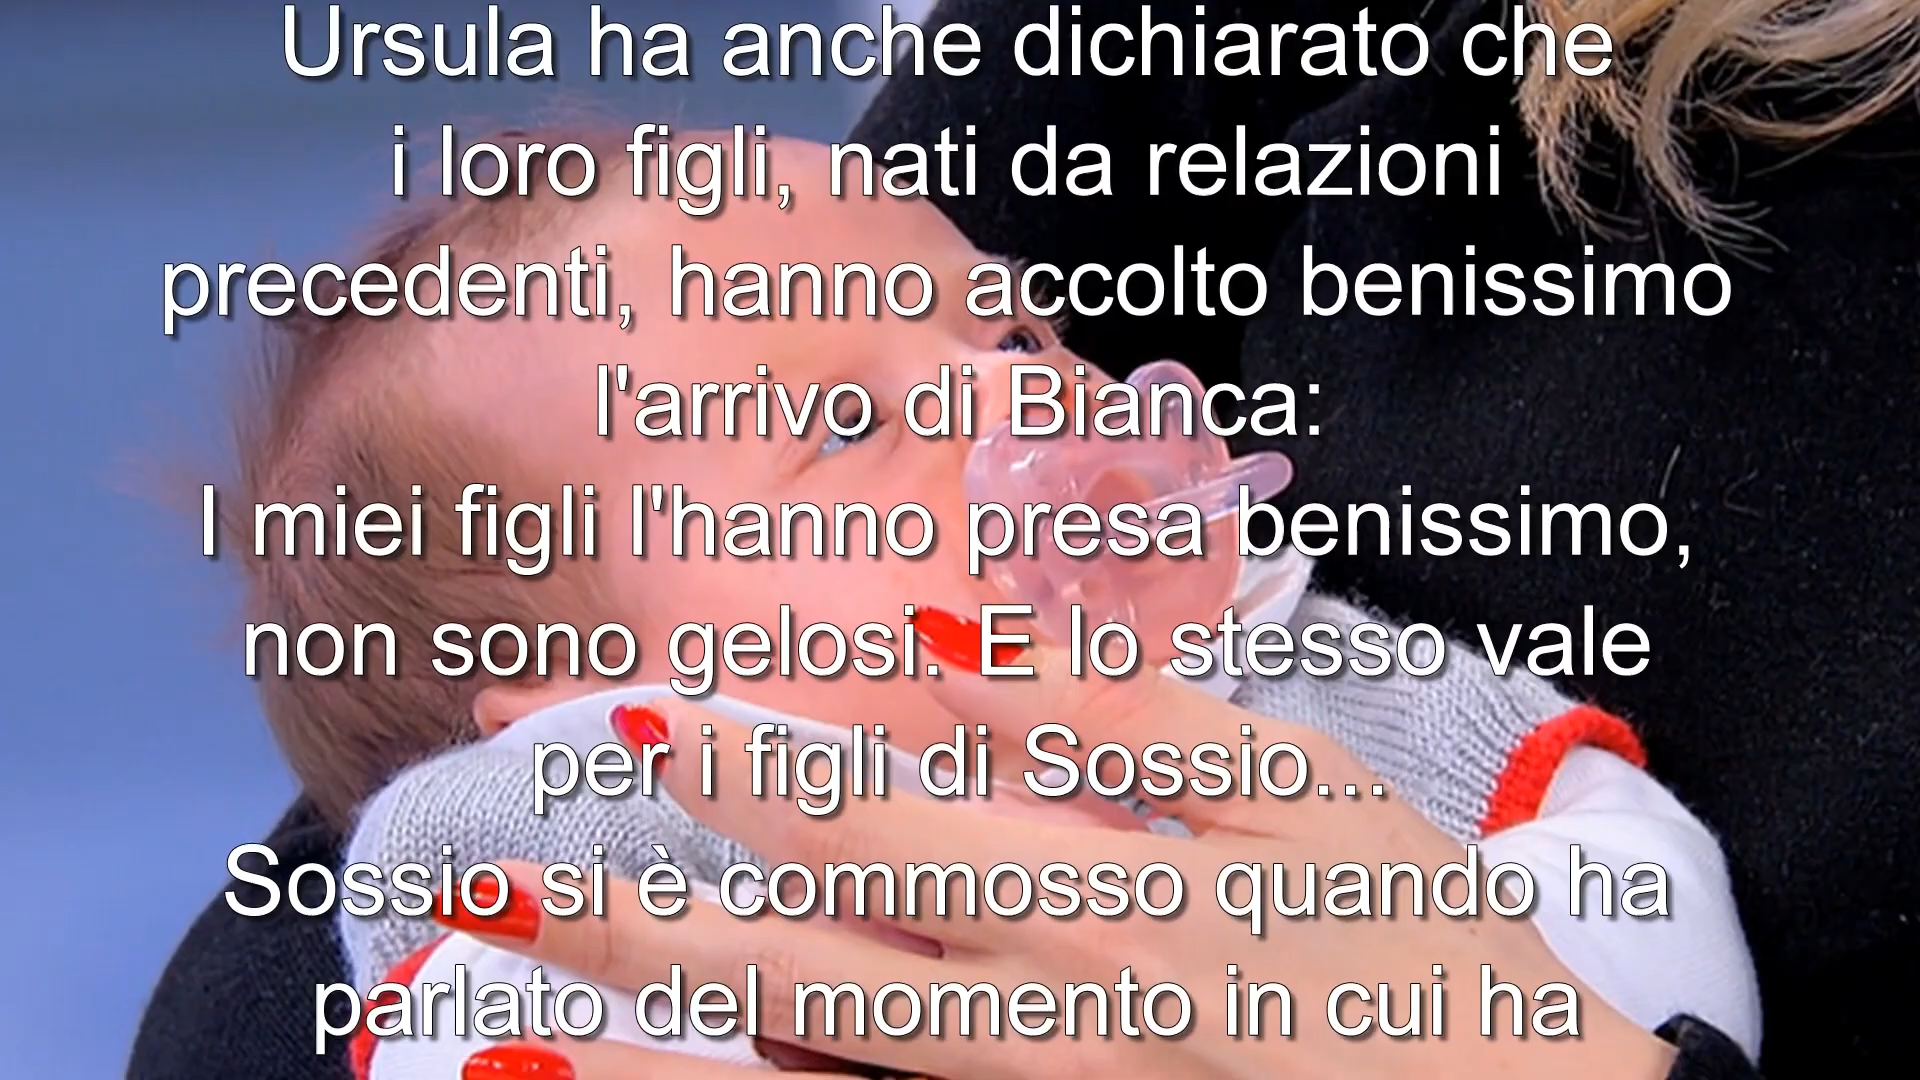 Ursula ha anche dichiarato che
i loro figli, nati da relazioni
precedenti, hanno accolto benissimo
l'arrivo di Bianca:
I miei figli l'hanno presa benissimo,
non sono gelosi. E lo stesso vale
per i figli di Sossio...
Sossio si è commosso quando ha
parlato del momento in cui ha